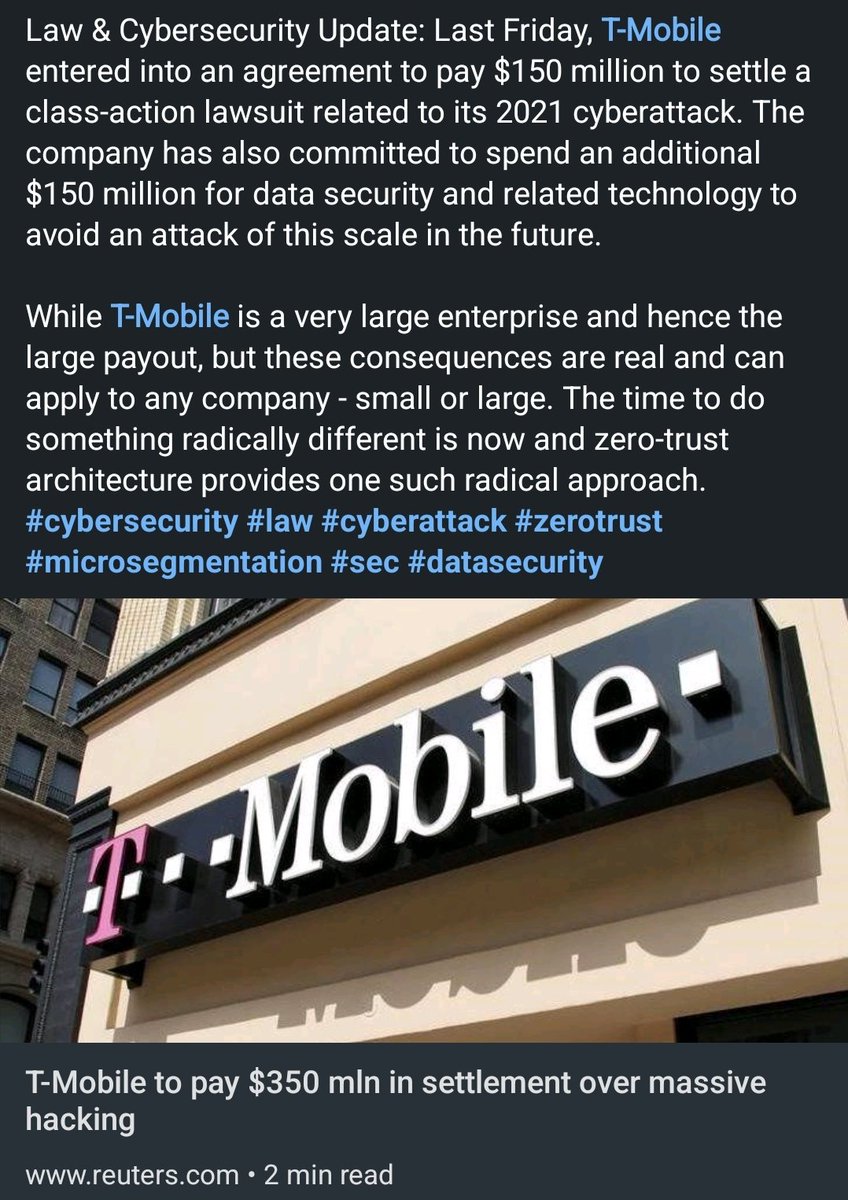 Law & Cybersecurity Update: Last Friday, T-Mobile
entered into an agreement to pay $150 million to settle a
class-action lawsuit related to its 2021 cyberattack. The
company has also committed to spend an additional
$150 million for data security and related technology to
avoid an attack of this scale in the future.
While T-Mobile is a very large enterprise and hence the
large payout, but these consequences are real and can
apply to any company - small or large. The time to do
something radically different is now and zero-trust
architecture provides one such radical approach.
#cybersecurity #law #cyberattack #zerotrust
#microsegmentation #sec #datasecurity
T··Mobile·
T-Mobile to pay $350 mln in settlement over massive
hacking
www.reuters.com • 2 min read